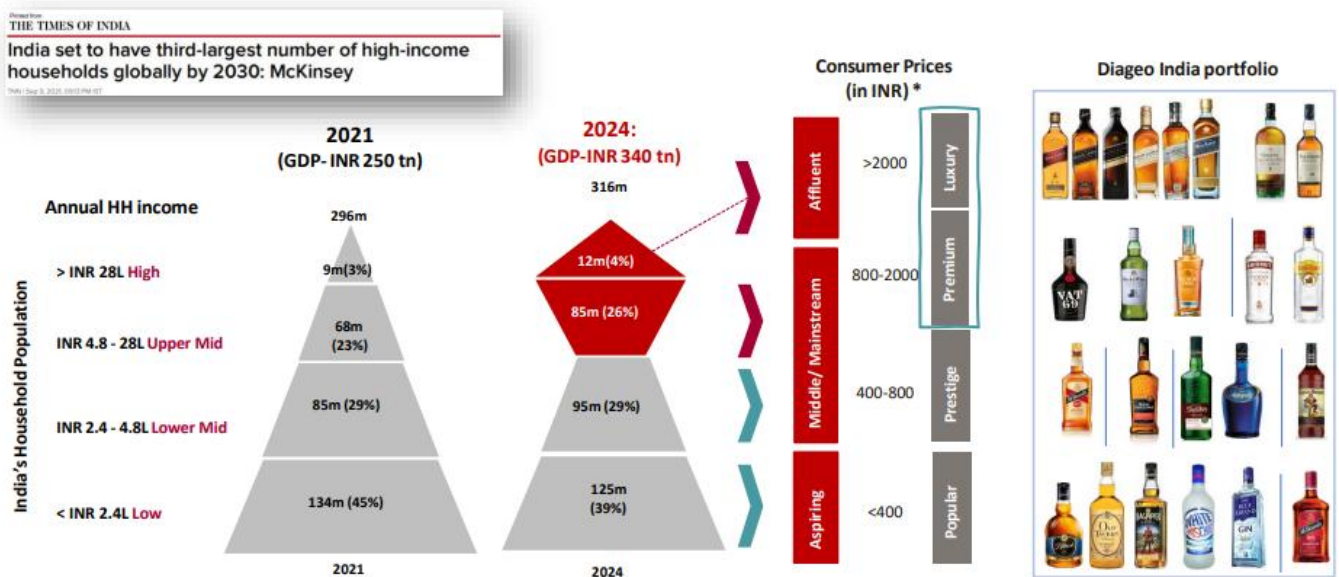 Printed from
THE TIMES OF INDIA
India set to have third-largest number of high-income
households globally by 2030: McKinsey
2021
(GDP- INR 250 tn)
2024:
(GDP-INR 340 tn)
Consumer Prices
(in INR) *
Diageo India portfolio
India's Household Population
Annual HH income
> INR 28L High
INR 4.8 - 28L Upper Mid
INR 2.4 - 4.8L Lower Mid
< INR 2.4L Low
296m
9m(3%)
68m
(23%)
85m (29%)
134m (45%)
2021
316m
12m(4%)
85m (26%)
95m (29%)
125m
(39%)
2024
Affluent
Middle/ Mainstream
Aspiring
>2000
800-2000
400-800
<400
Luxury
Premium
Prestige
Popular
VAT
69